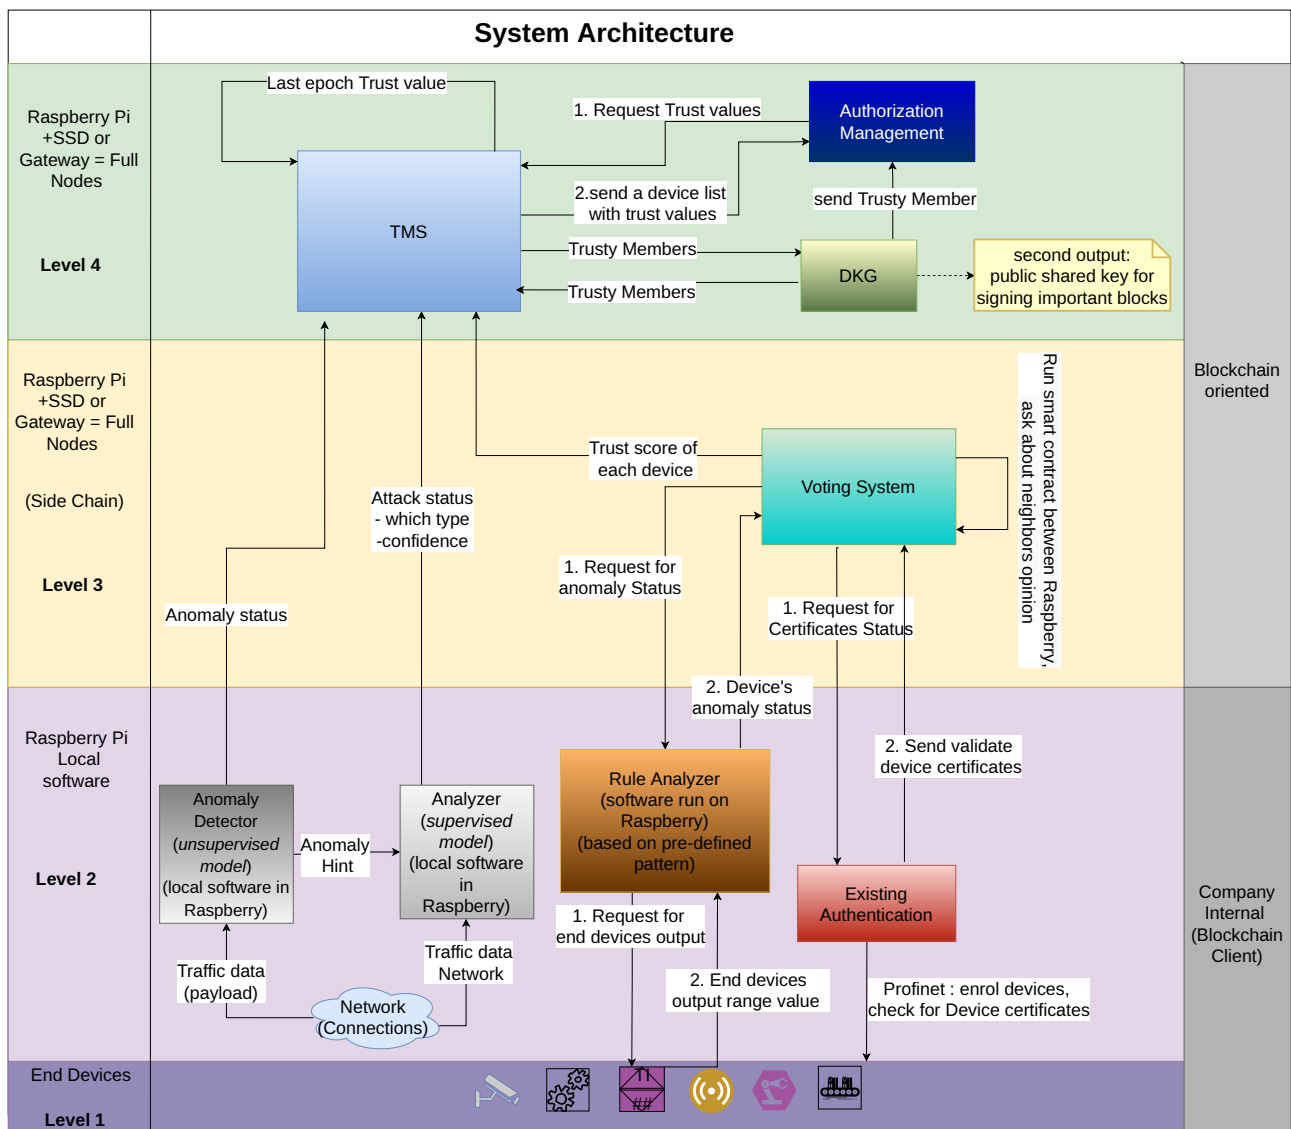 System Architecture
Raspberry Pi
+SSD or
Gateway = Full
Nodes
Level 4
Last epoch Trust value
1. Request Trust values
Authorization
Management
2.send a device list
with trust values
send Trusty Member
TMS
Trusty Members
Trusty Members
DKG
second output:
public shared key for
signing important blocks
Blockchain
oriented
Raspberry Pi
+SSD or
Gateway = Full
Nodes
(Side Chain)
Level 3
Trust score of
each device
Voting System
Run smart contract between Raspberry,
ask about neighbors opinion
Attack status
- which type
-confidence
1. Request for
anomaly Status
1. Request for
Certificates Status
Anomaly status
2. Device's
anomaly status
Raspberry Pi
Local
software
Level 2
2. Send validate
device certificates
Anomaly
Detector
(unsupervised
model)
(local software in
Raspberry)
Anomaly
Hint
Analyzer
(supervised
model)
(local software
in
Raspberry)
Rule Analyzer
(software run on
Raspberry)
(based on pre-defined
pattern)
Existing
Authentication
Company
Internal
(Blockchain
Client)
1. Request for
end devices output
Traffic data
(payload)
Traffic data
Network
Network
(Connections)
2. End devices
output range value
Profinet : enrol devices,
check for Device certificates
End Devices
Level 1
TI
##